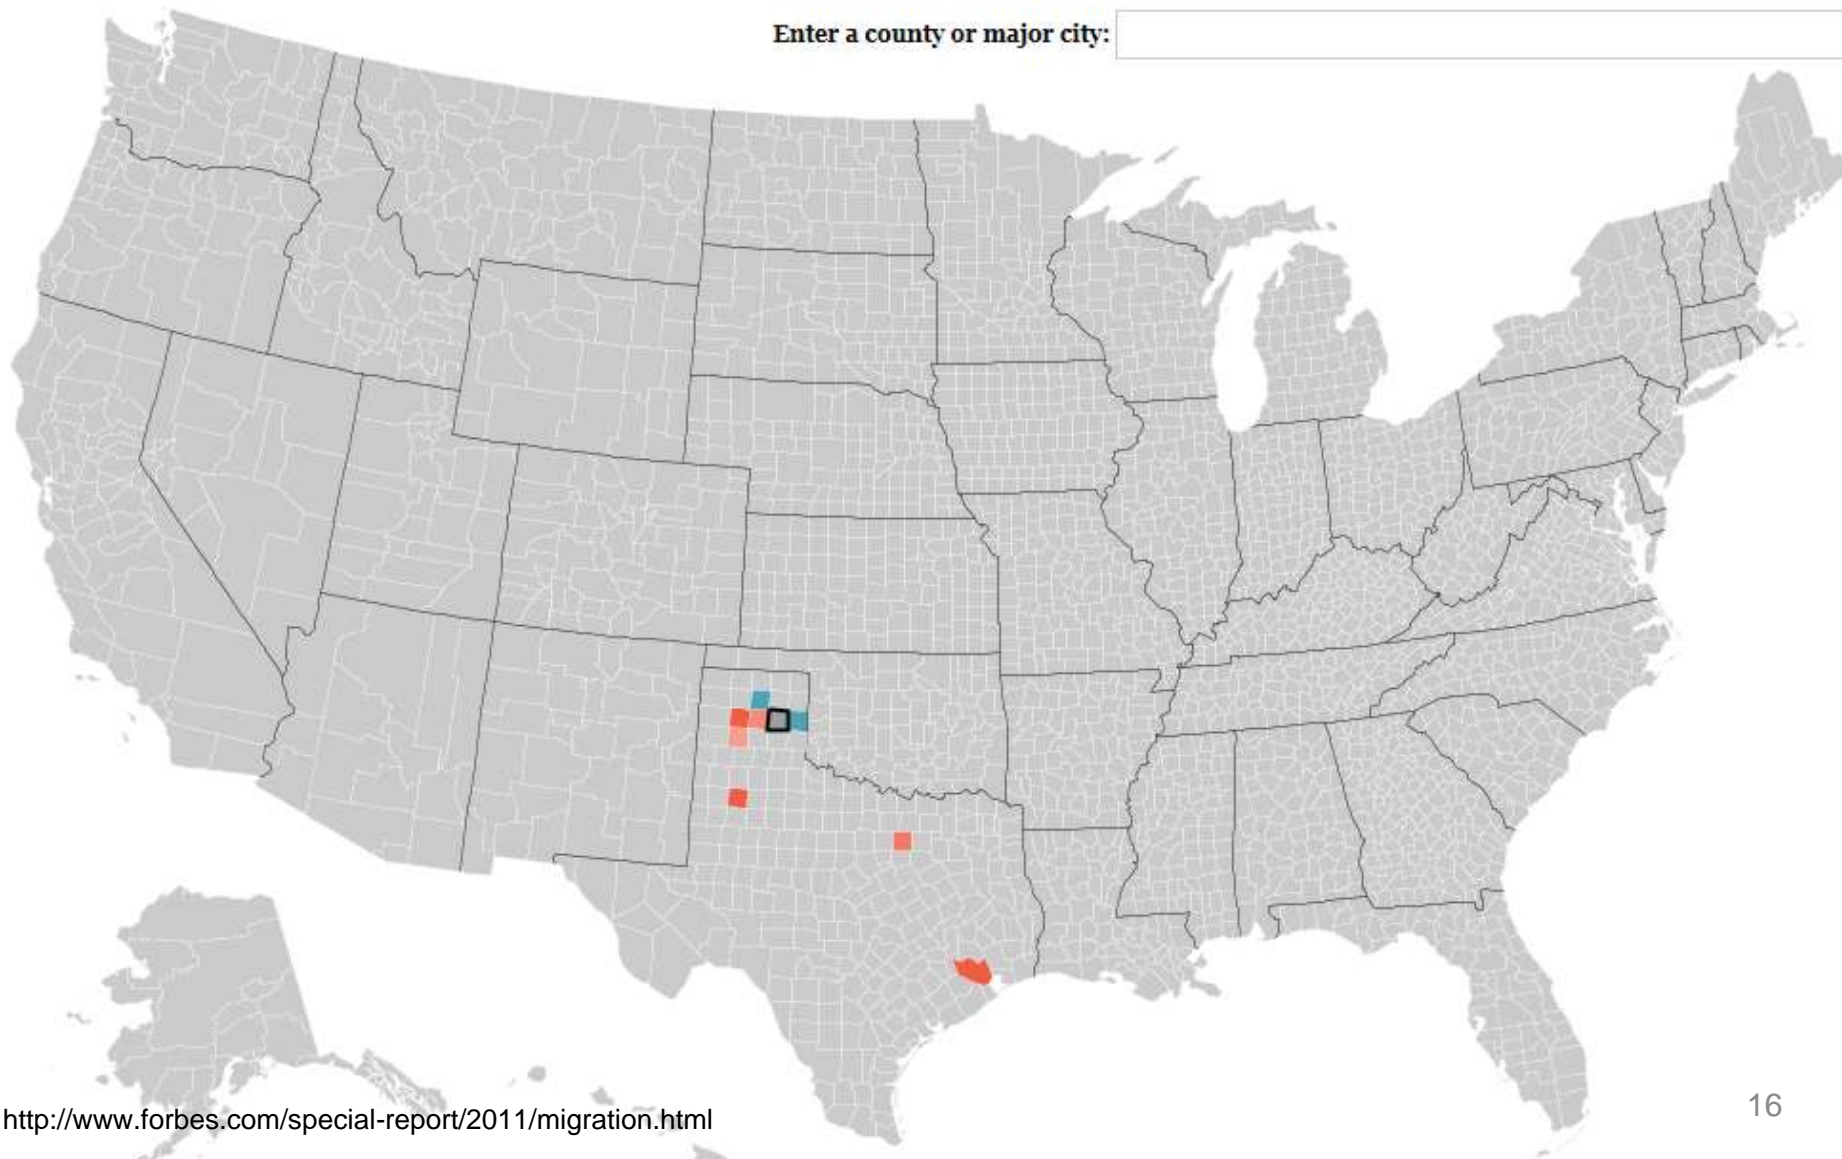 Enter a county or major city:
http://www.forbes.com/special-report/2011/migration.html
16